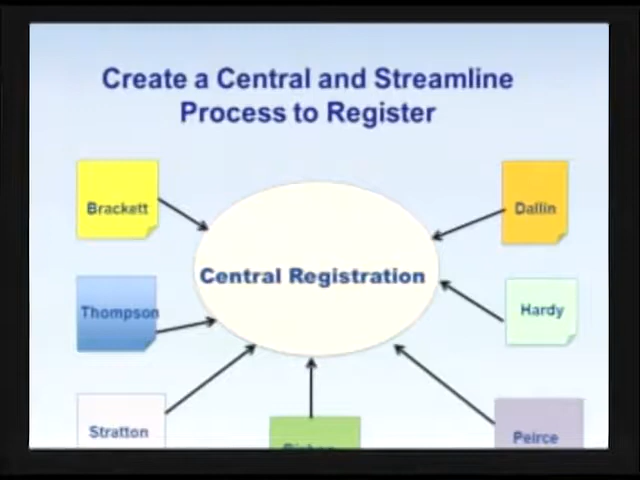 Create a Central and Streamline
Process to Register
Brackett
Dallin
Central Registration
Thompson
Hardy
Stratton
Peirce